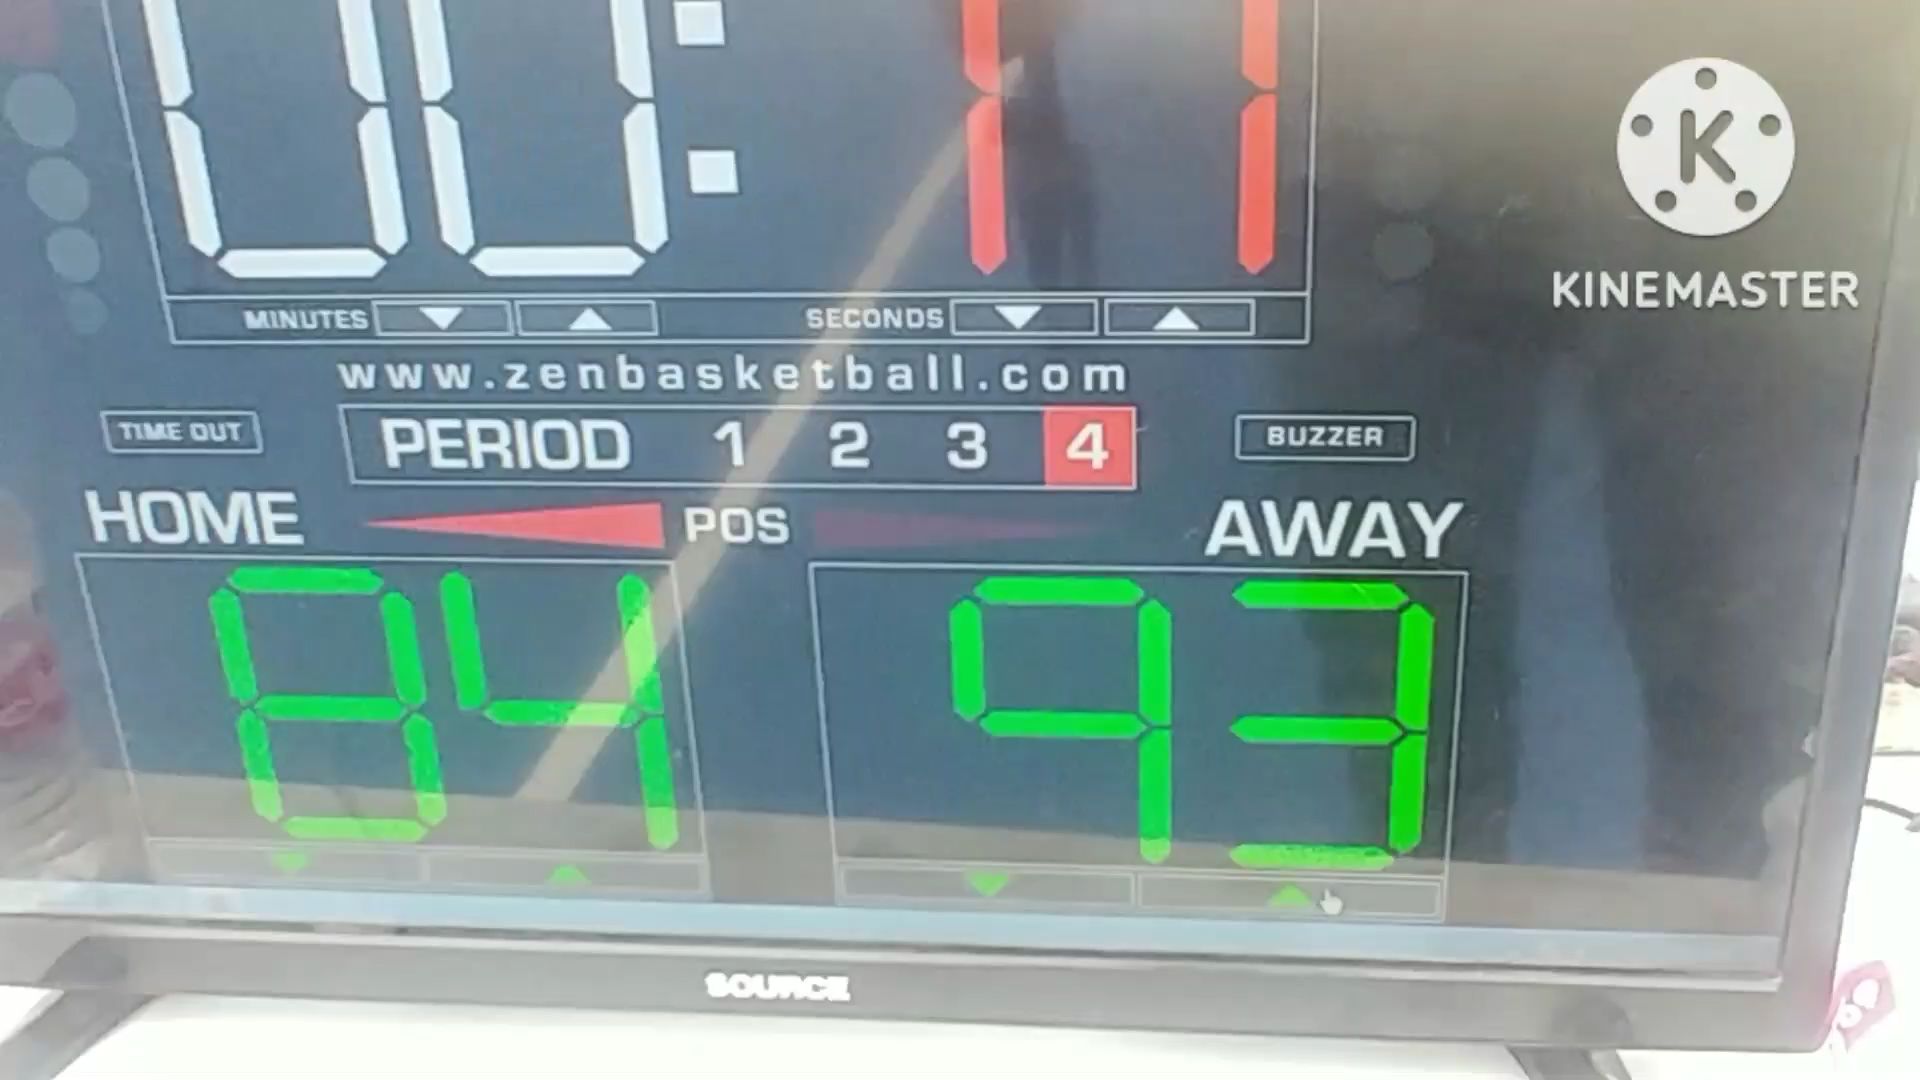 K
KINEMASTER
MINUTES SECONDS
www.zenbasketball.com
TIME OUT PERIOD 1 2 3 4 BUZZER
HOME POS AWAY
84 93
SOURCE